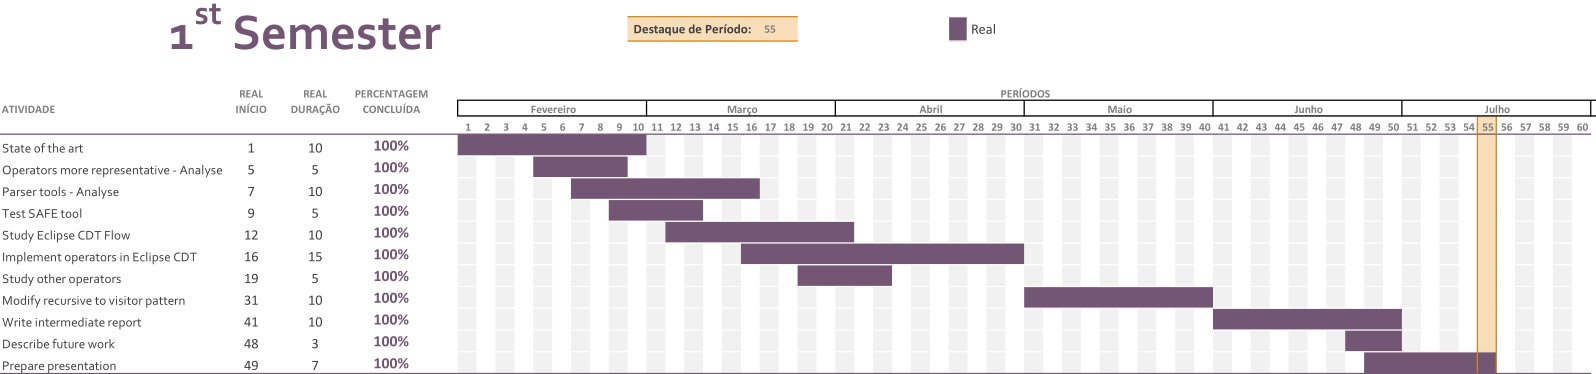 1st Semester
Destaque de Período: 55
Real
ATIVIDADE
REAL INÍCIO
REAL DURAÇÃO
PERCENTAGEM CONCLUÍDA
PERÍODOS
Fevereiro Março Abril Maio Junho Julho
1 2 3 4 5 6 7 8 9 10 11 12 13 14 15 16 17 18 19 20 21 22 23 24 25 26 27 28 29 30 31 32 33 34 35 36 37 38 39 40 41 42 43 44 45 46 47 48 49 50 51 52 53 54 55 56 57 58 59 60
State of the art 1 10 100%
Operators more representative - Analyse 5 5 100%
Parser tools - Analyse 7 10 100%
Test SAFE tool 9 5 100%
Study Eclipse CDT Flow 12 10 100%
Implement operators in Eclipse CDT 16 15 100%
Study other operators 19 5 100%
Modify recursive to visitor pattern 31 10 100%
Write intermediate report 41 10 100%
Describe future work 48 3 100%
Prepare presentation 49 7 100%